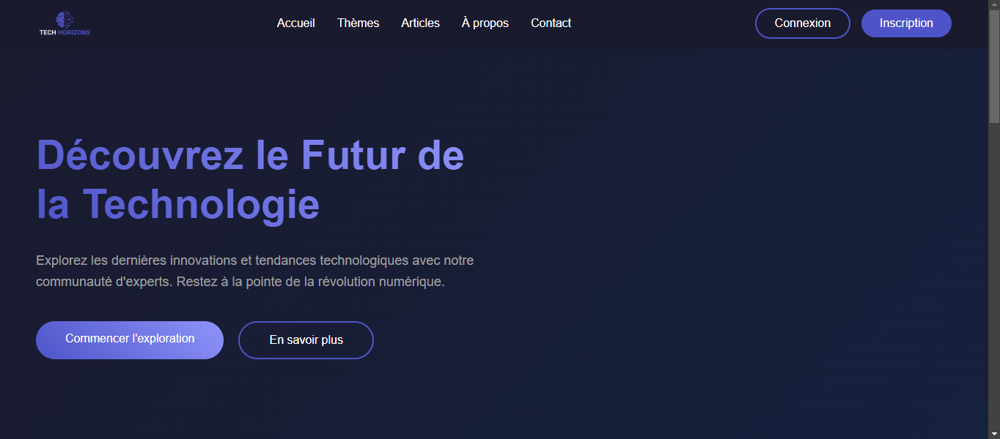 TECH HORIZONS
Accueil
Thèmes
Articles
À propos
Contact
Connexion
Inscription
Découvrez le Futur de
la Technologie
Explorez les dernières innovations et tendances technologiques avec notre
communauté d'experts. Restez à la pointe de la révolution numérique.
Commencer l'exploration
En savoir plus